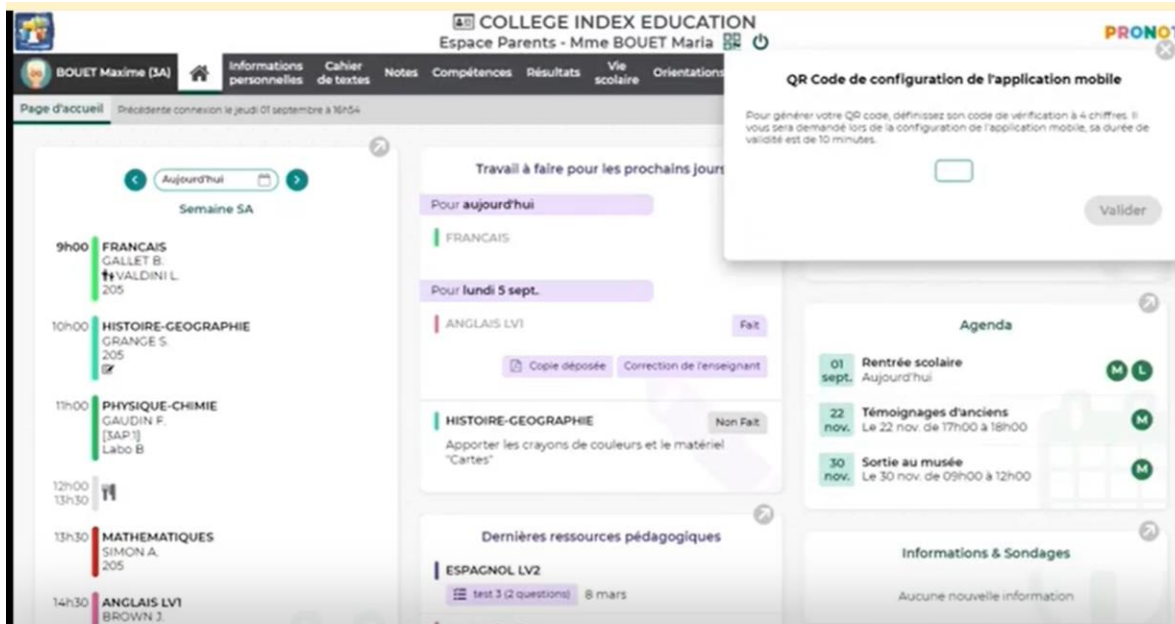 COLLEGE INDEX EDUCATION
Espace Parents - Mme BOUET Maria
PRONOT
BOUET Maxime (3A)
Informations personnelles
Cahier de textes
Notes
Compétences
Résultats
Vie scolaire
Orientations
Page d'accueil
Précédente connexion le jeudi 01 septembre à 16h54
QR Code de configuration de l'application mobile
Pour générer votre QR code, définissez son code de vérification à 4 chiffres. Il
vous sera demandé lors de la configuration de l'application mobile, sa durée de
validité est de 10 minutes.
Valider
Aujourd'hui
Semaine SA
9h00 FRANCAIS
GALLET B.
VALDINI L.
205
10h00 HISTOIRE-GEOGRAPHIE
GRANGE S.
205
11h00 PHYSIQUE-CHIMIE
GAUDIN F.
[3AP.1]
Labo B
12h00
13h30
13h30 MATHEMATIQUES
SIMON A.
205
14h30 ANGLAIS LV1
BROWN J.
Travail à faire pour les prochains jours
Pour aujourd'hui
FRANCAIS
Pour lundi 5 sept.
ANGLAIS LV1
Fait
Copie déposée
Correction de l'enseignant
HISTOIRE-GEOGRAPHIE
Non Fait
Apporter les crayons de couleurs et le matériel
"Cartes"
Dernières ressources pédagogiques
ESPAGNOL LV2
test 3 (2 questions) 8 mars
Agenda
01 sept.
Rentrée scolaire
Aujourd'hui
M L
22 nov.
Témoignages d'anciens
Le 22 nov. de 17h00 à 18h00
M
30 nov.
Sortie au musée
Le 30 nov. de 09h00 à 12h00
M
Informations & Sondages
Aucune nouvelle information